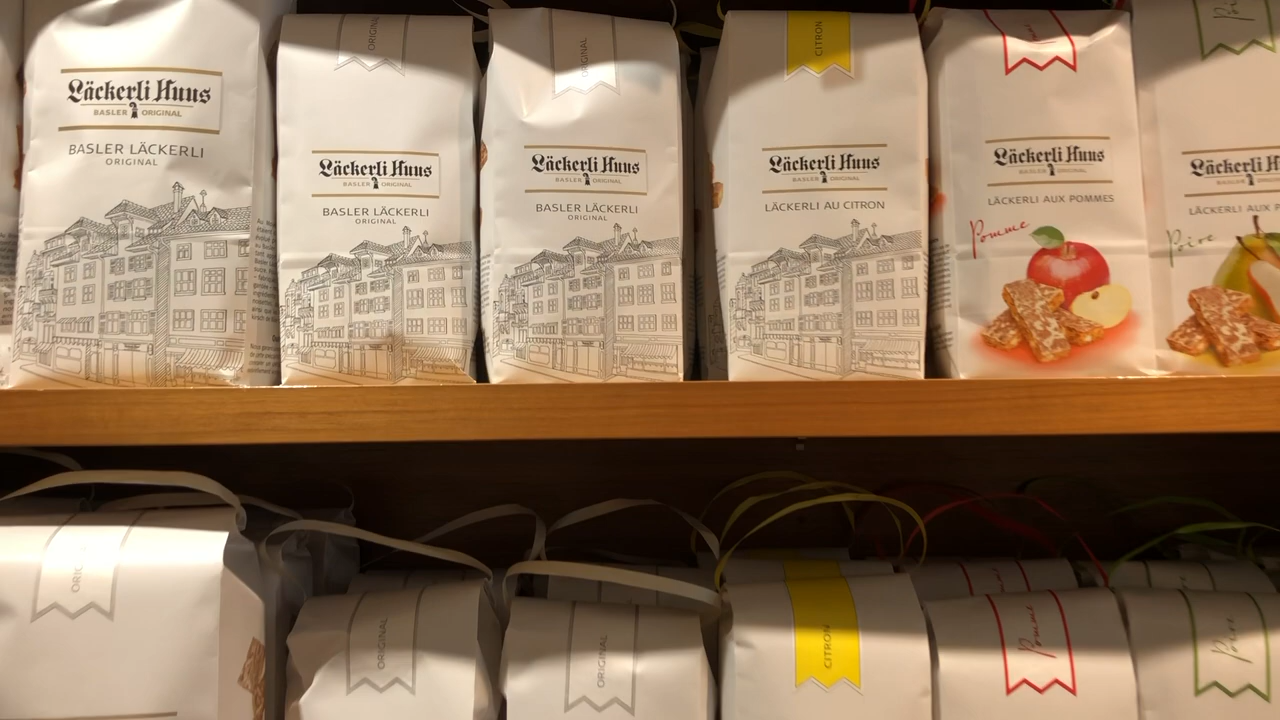 Läckerli Huus
BASLER ORIGINAL
BASLER LÄCKERLI
ORIGINAL
ORIGINAL
Läckerli Huus
BASLER ORIGINAL
BASLER LÄCKERLI
ORIGINAL
ORIGINAL
Läckerli Huus
BASLER ORIGINAL
BASLER LÄCKERLI
ORIGINAL
CITRON
Läckerli Huus
BASLER ORIGINAL
LÄCKERLI AU CITRON
Läckerli Huus
BASLER ORIGINAL
LÄCKERLI AUX POMMES
Pomme
Läckerli
BASLER
LÄCKERLI AUX
Poire
ORIGINAL
ORIGINAL
CITRON
Pomme
Poire